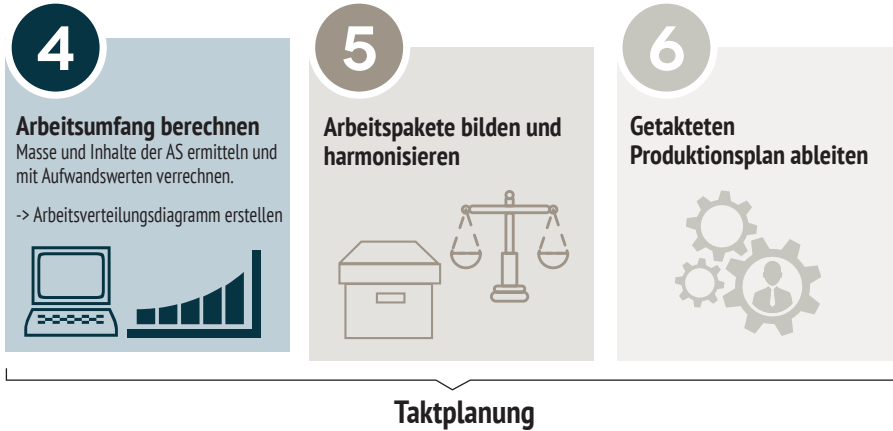 4
Arbeitsumfang berechnen
Masse und Inhalte der AS ermitteln und
mit Aufwandswerten verrechnen.
-> Arbeitsverteilungsdiagramm erstellen
5
Arbeitspakete bilden und
harmonisieren
6
Getakteten
Produktionsplan ableiten
Taktplanung